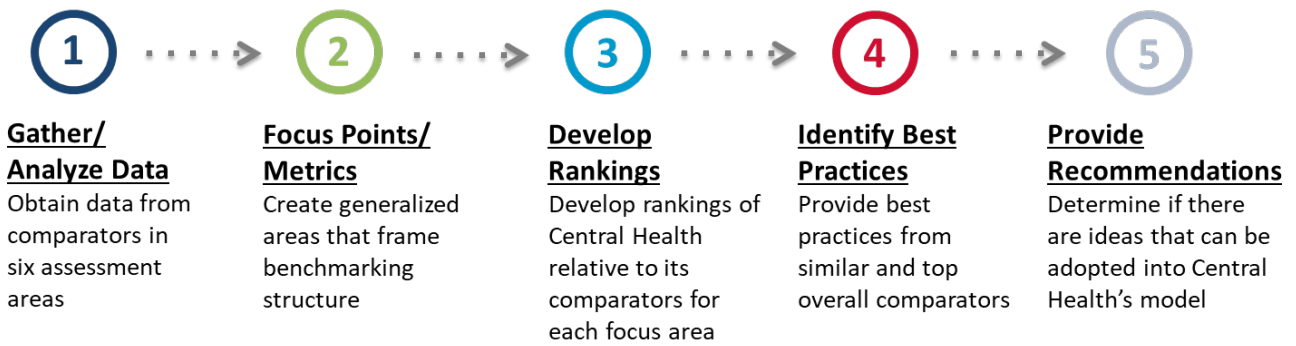 1
2
3
4
5
Gather/
Analyze Data
Obtain data from
comparators in
six assessment
areas
Focus Points/
Metrics
Create generalized
areas that frame
benchmarking
structure
Develop
Rankings
Develop rankings of
Central Health
relative to its
comparators for
each focus area
Identify Best
Practices
Provide best
practices from
similar and top
overall comparators
Provide
Recommendations
Determine if there
are ideas that can be
adopted into Central
Health's model